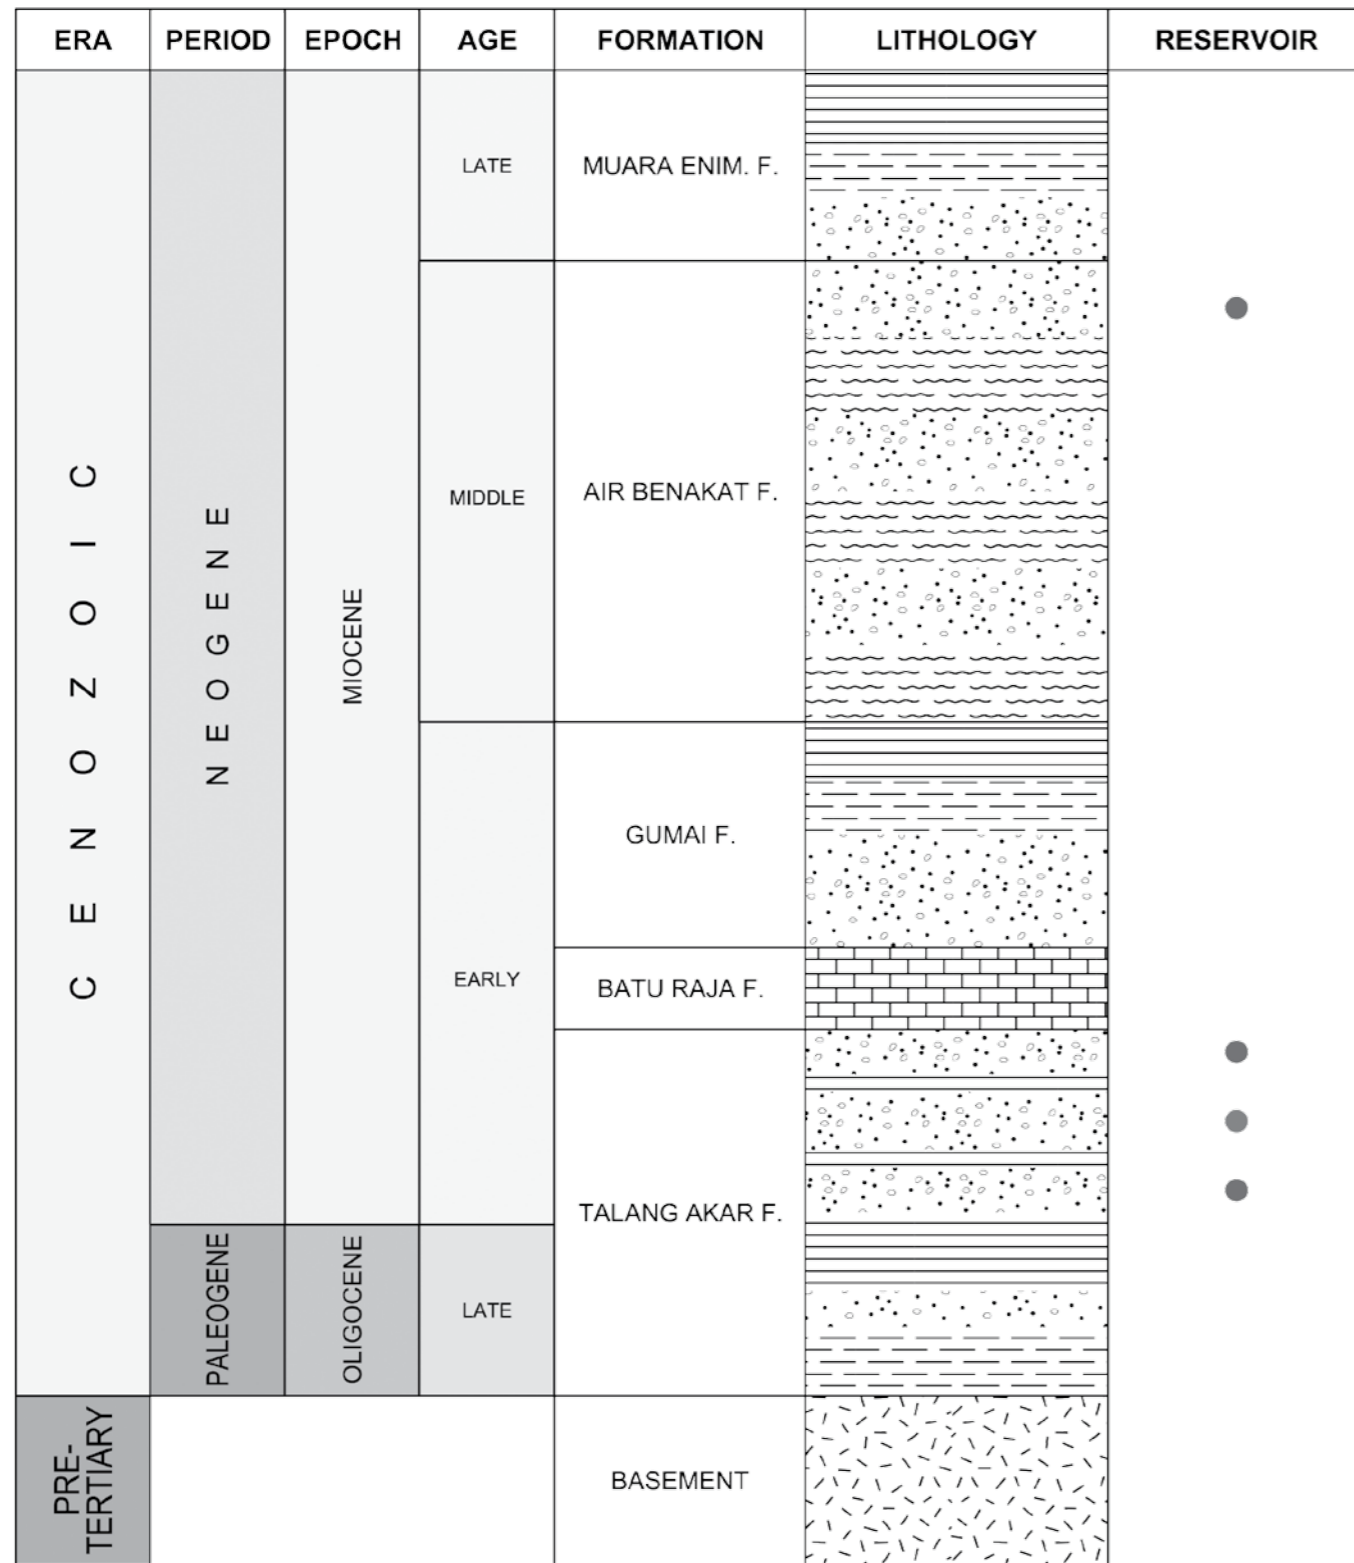 ERA PERIOD EPOCH AGE FORMATION LITHOLOGY RESERVOIR
CENOZOIC
NEOGENE
MIOCENE
LATE
MUARA ENIM. F.
MIDDLE
AIR BENAKAT F.
EARLY
GUMAI F.
BATU RAJA F.
TALANG AKAR F.
PALEOGENE
OLIGOCENE
LATE
PRE-
TERTIARY
BASEMENT